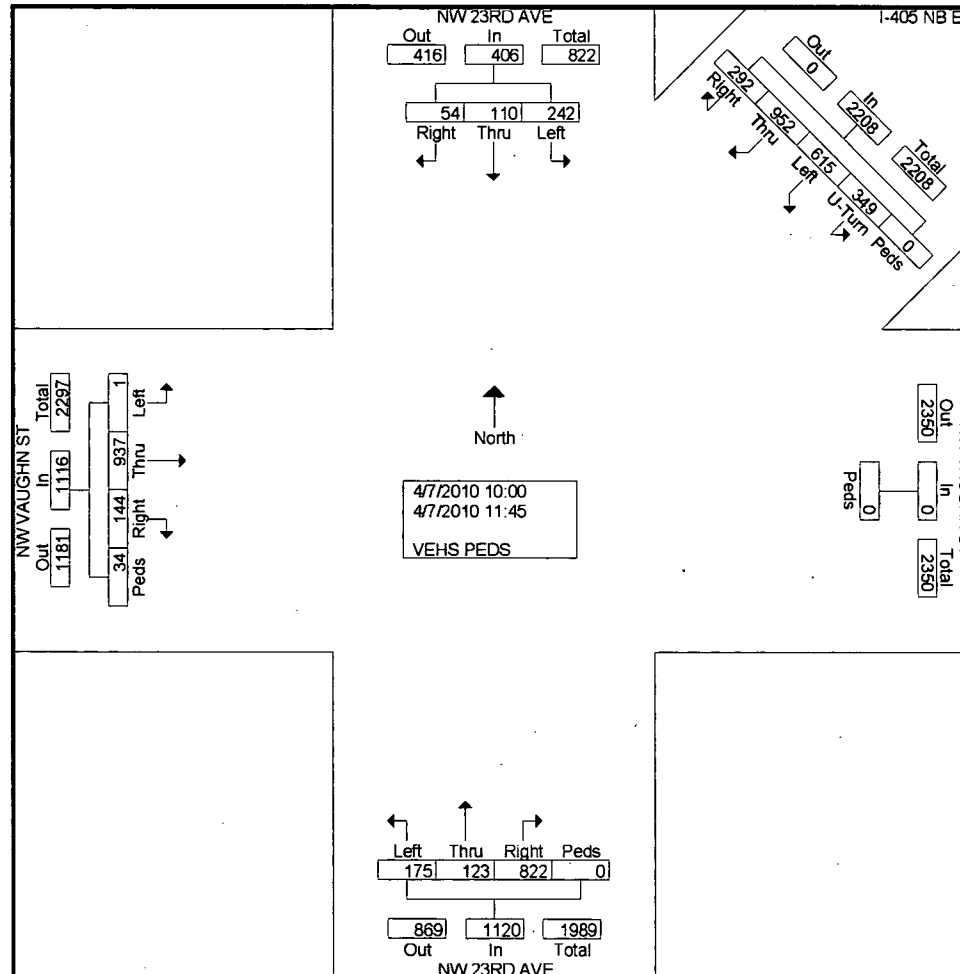 NW 23RD AVE
Out In Total
416 406 822
54 110 242
Right Thru Left
I-405 NB E
Out In Total
0 2208 2208
292 952 615 349 0
Right Thru Left U-Turn Peds
NW VAUGHN ST
Total In Out
2297 1116 1181
1 937 144 34
Left Thru Right Peds
North
4/7/2010 10:00
4/7/2010 11:45
VEHS PEDS
Out In Total
2350 0 2350
0
Peds
Left Thru Right Peds
175 123 822 0
869 1120 1989
Out In Total
NW 23RD AVE